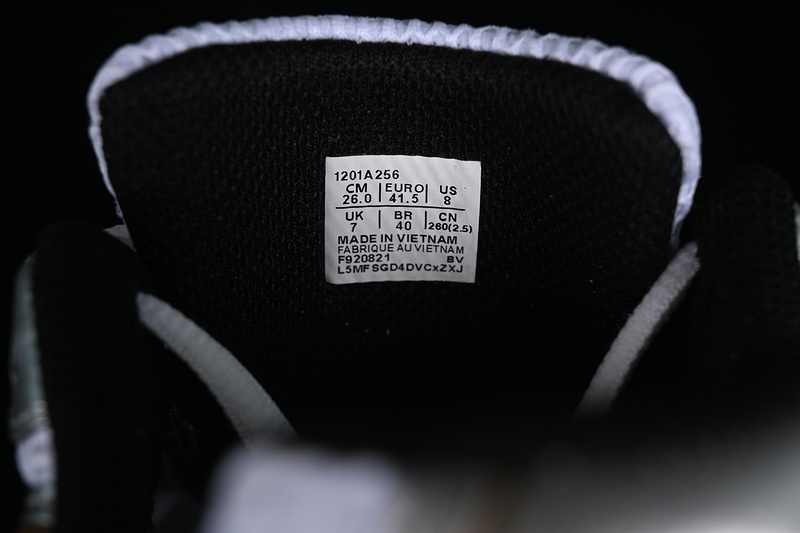 1201A256
CM EURO US
26.0 41.5 8
UK BR CN
7 40 260(2.5)
MADE IN VIETNAM
FABRIQUE AU VIETNAM
F920821 BV
L5MFSGD4DVCxZXJ